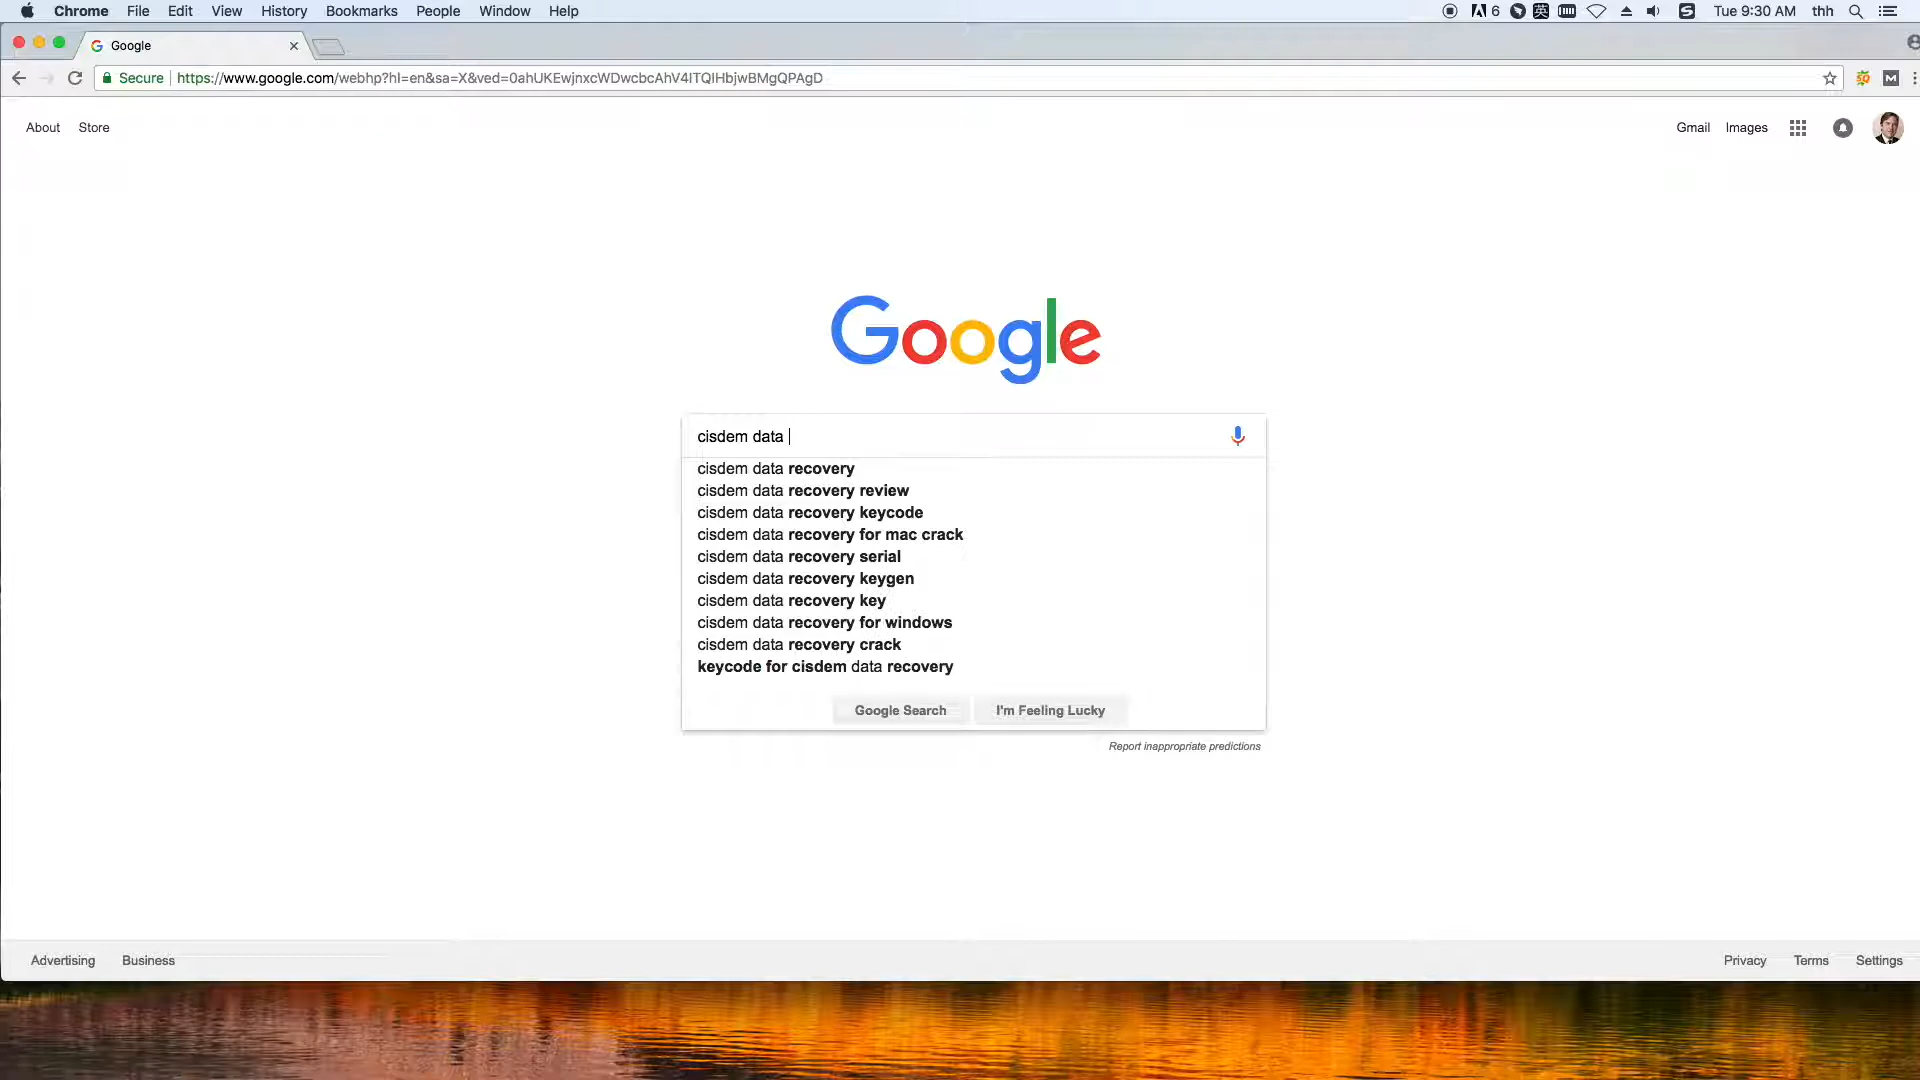 Chrome File Edit View History Bookmarks People Window Help 6 英 S Tue 9:30 AM thh
Google
Secure https://www.google.com/webhp?hl=en&sa=X&ved=0ahUKEwjnxcWDwcbcAhV4ITQIHbjwBMgQPAgD SQ M
About Store Gmail Images
Google
cisdem data
cisdem data recovery
cisdem data recovery review
cisdem data recovery keycode
cisdem data recovery for mac crack
cisdem data recovery serial
cisdem data recovery keygen
cisdem data recovery key
cisdem data recovery for windows
cisdem data recovery crack
keycode for cisdem data recovery
Google Search I'm Feeling Lucky
Report inappropriate predictions
Advertising Business Privacy Terms Settings